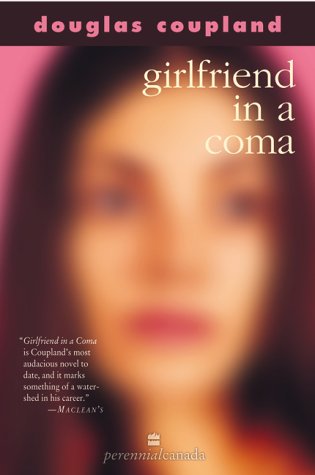 douglas coupland
girlfriend
in a
coma
“Girlfriend in a Coma
is Coupland's most
audacious novel to
date, and it marks
something of a water-
shed in his career.”
—MACLEAN'S
perennialcanada